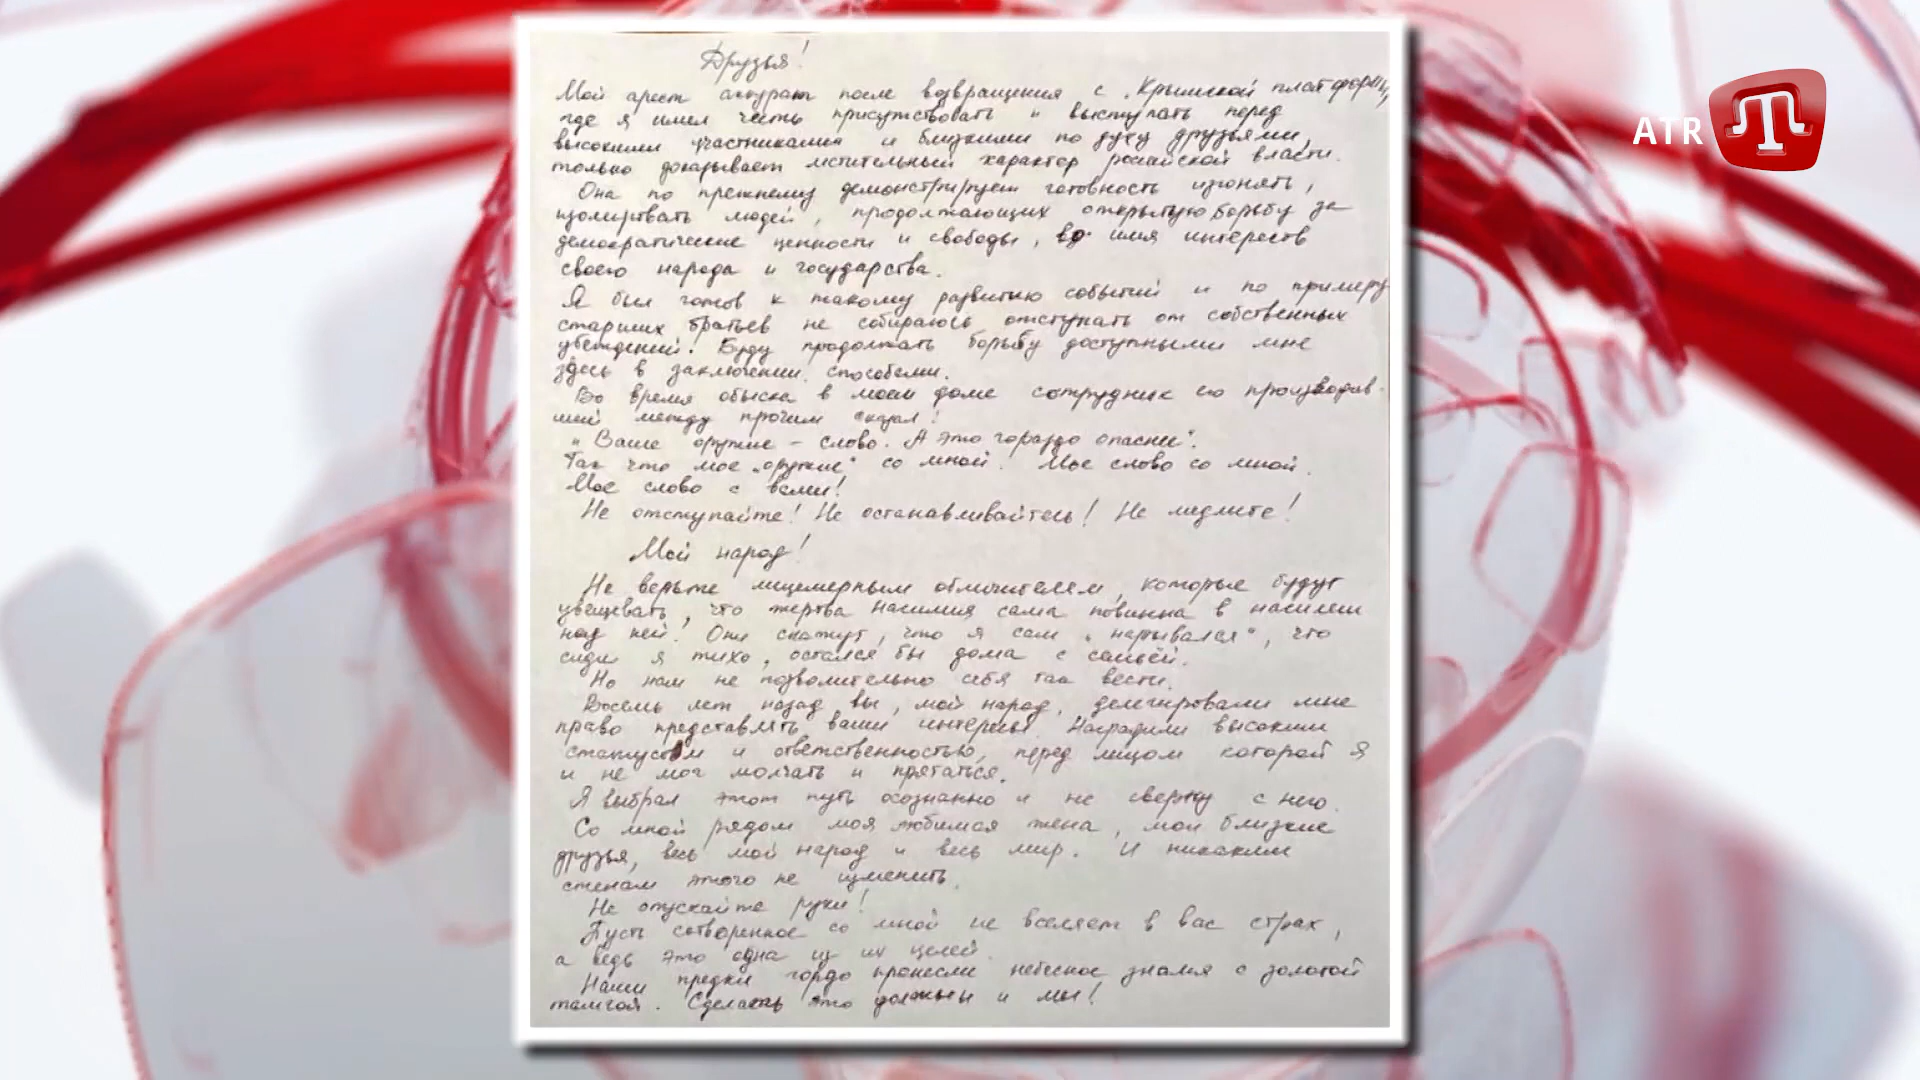 Друзья!
Мой арест аккурат после возвращения с „Крымской платформы,
где я имел честь присутствовать и выступать перед
высокими участниками и близкими по духу друзьями,
только доказывает мстительный характер российской власти.
Она по прежнему демонстрирует готовность изгонять,
изолировать людей, продолжающих открытую борьбу за
демократические ценности и свободы, во имя интересов
своего народа и государства.
Я был готов к такому развитию событий и по примеру
старших братьев не собираюсь отступать от собственных
убеждений. Буду продолжать борьбу доступными мне
здесь в заключении способами.
Во время обыска в моем доме сотрудник его производив-
ший между прочим сказал:
„Ваше оружие - слово. А это гораздо опаснее“.
Так что мое „оружие“ со мной. Мое слово со мной.
Мое слово с вами!
Не отступайте! Не останавливайтесь! Не медлите!
Мой народ!
Не верьте лицемерным обличителям, которые будут
увещевать, что жертва насилия сама повинна в насилии
над ней. Они скажут, что я сам „нарывался“, что
сиди я тихо, остался бы дома с семьёй.
Но нам не позволительно себя так вести.
Восемь лет назад вы, мой народ, делегировали мне
право представлять ваши интересы. Наградили высоким
статусом и ответственностью, перед лицом которой я
и не мог молчать и прятаться.
Я выбрал этот путь осознанно и не сверну с него.
Со мной рядом моя любимая жена, мои близкие
друзья, весь мой народ и весь мир. И никаким
стенам этого не изменить.
Не опускайте руки!
Пусть сотворенное со мной не вселяет в вас страх,
а ведь это одна из их целей.
Наши предки гордо пронесли небесное знамя с золотой
тамгой. Сделать это должны и мы!
ATR